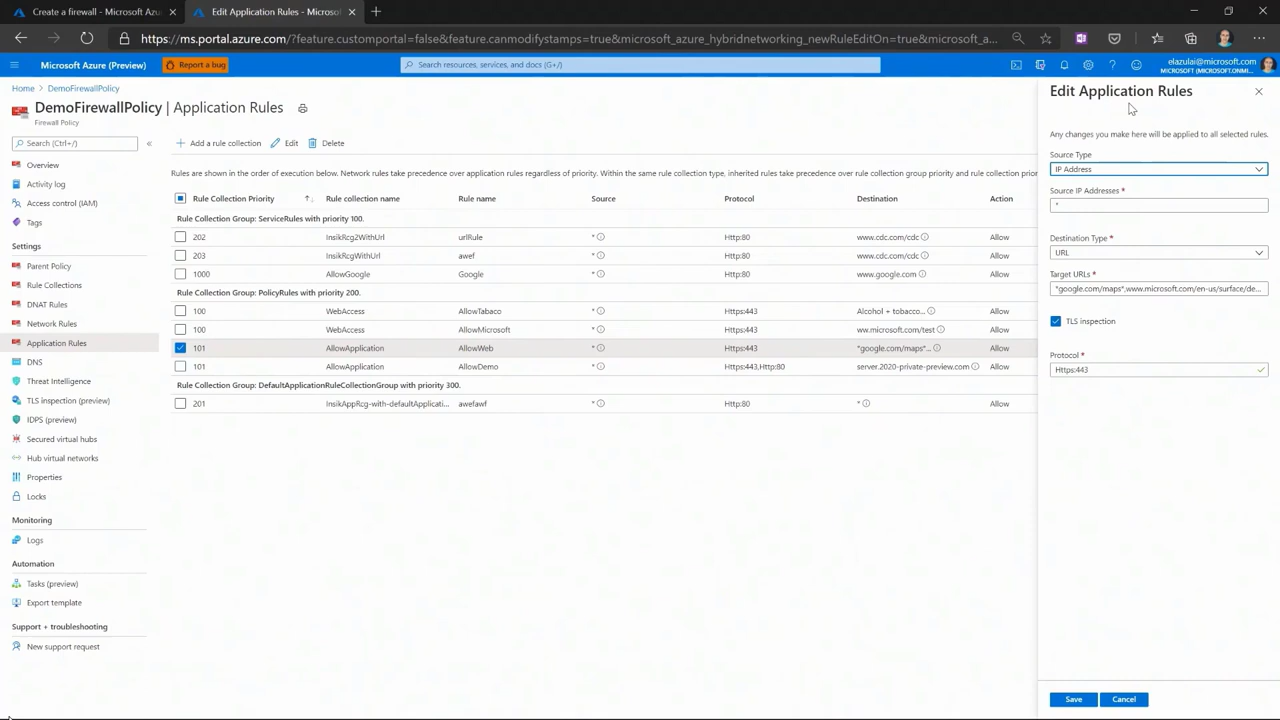 Create a firewall - Microsoft Azu
Edit Application Rules - Microso
https://ms.portal.azure.com/?feature.customportal=false&feature.canmodifystamps=true&microsoft_azure_hybridnetworking_newRuleEditOn=true&microsoft_a...
Microsoft Azure (Preview)
Report a bug
Search resources, services, and docs (G+/)
elazulai@microsoft.com
MICROSOFT (MICROSOFT.ONMI...
Home > DemoFirewallPolicy
DemoFirewallPolicy | Application Rules
Firewall Policy
Search (Ctrl+/)
«
Overview
Activity log
Access control (IAM)
Tags
Settings
Parent Policy
Rule Collections
DNAT Rules
Network Rules
Application Rules
DNS
Threat Intelligence
TLS inspection (preview)
IDPS (preview)
Secured virtual hubs
Hub virtual networks
Properties
Locks
Monitoring
Logs
Automation
Tasks (preview)
Export template
Support + troubleshooting
New support request
Add a rule collection Edit Delete
Rules are shown in the order of execution below. Network rules take precedence over application rules regardless of priority. Within the same rule collection type, inherited rules take precedence over rule collection group priority and rule collection prior
Rule Collection Priority ↑↓ Rule collection name Rule name Source Protocol Destination Action
Rule Collection Group: ServiceRules with priority 100.
202 InsikRcg2WithUrl urlRule * Http:80 www.cdc.com/cdc Allow
203 InsikRcgWithUrl awef * Http:80 www.cdc.com/cdc Allow
1000 AllowGoogle Google * Http:80 www.google.com Allow
Rule Collection Group: PolicyRules with priority 200.
100 WebAccess AllowTabaco * Https:443 Alcohol + tobacco... Allow
100 WebAccess AllowMicrosoft * Https:443 ww.microsoft.com/test Allow
101 AllowApplication AllowWeb * Https:443 *google.com/maps*... Allow
101 AllowApplication AllowDemo * Https:443,Http:80 server.2020-private-preview.com Allow
Rule Collection Group: DefaultApplicationRuleCollectionGroup with priority 300.
201 InsikAppRcg-with-defaultApplicati... awefawf * Http:80 * Allow
Edit Application Rules
Any changes you make here will be applied to all selected rules.
Source Type
IP Address
Source IP Addresses *
*
Destination Type *
URL
Target URLs *
*google.com/maps*,www.microsoft.com/en-us/surface/de...
TLS inspection
Protocol *
Https:443
Save Cancel